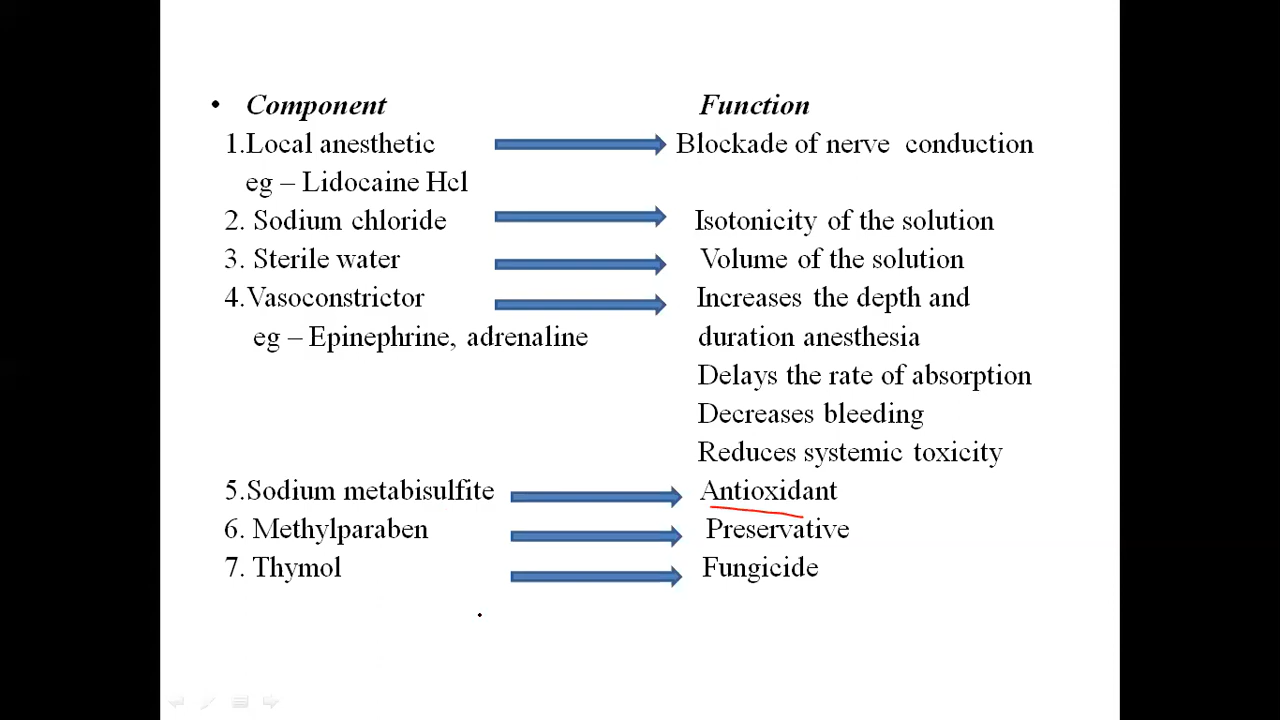 • Component Function
1.Local anesthetic Blockade of nerve conduction
eg – Lidocaine Hcl
2. Sodium chloride Isotonicity of the solution
3. Sterile water Volume of the solution
4.Vasoconstrictor Increases the depth and
eg – Epinephrine, adrenaline duration anesthesia
Delays the rate of absorption
Decreases bleeding
Reduces systemic toxicity
5.Sodium metabisulfite Antioxidant
6. Methylparaben Preservative
7. Thymol Fungicide